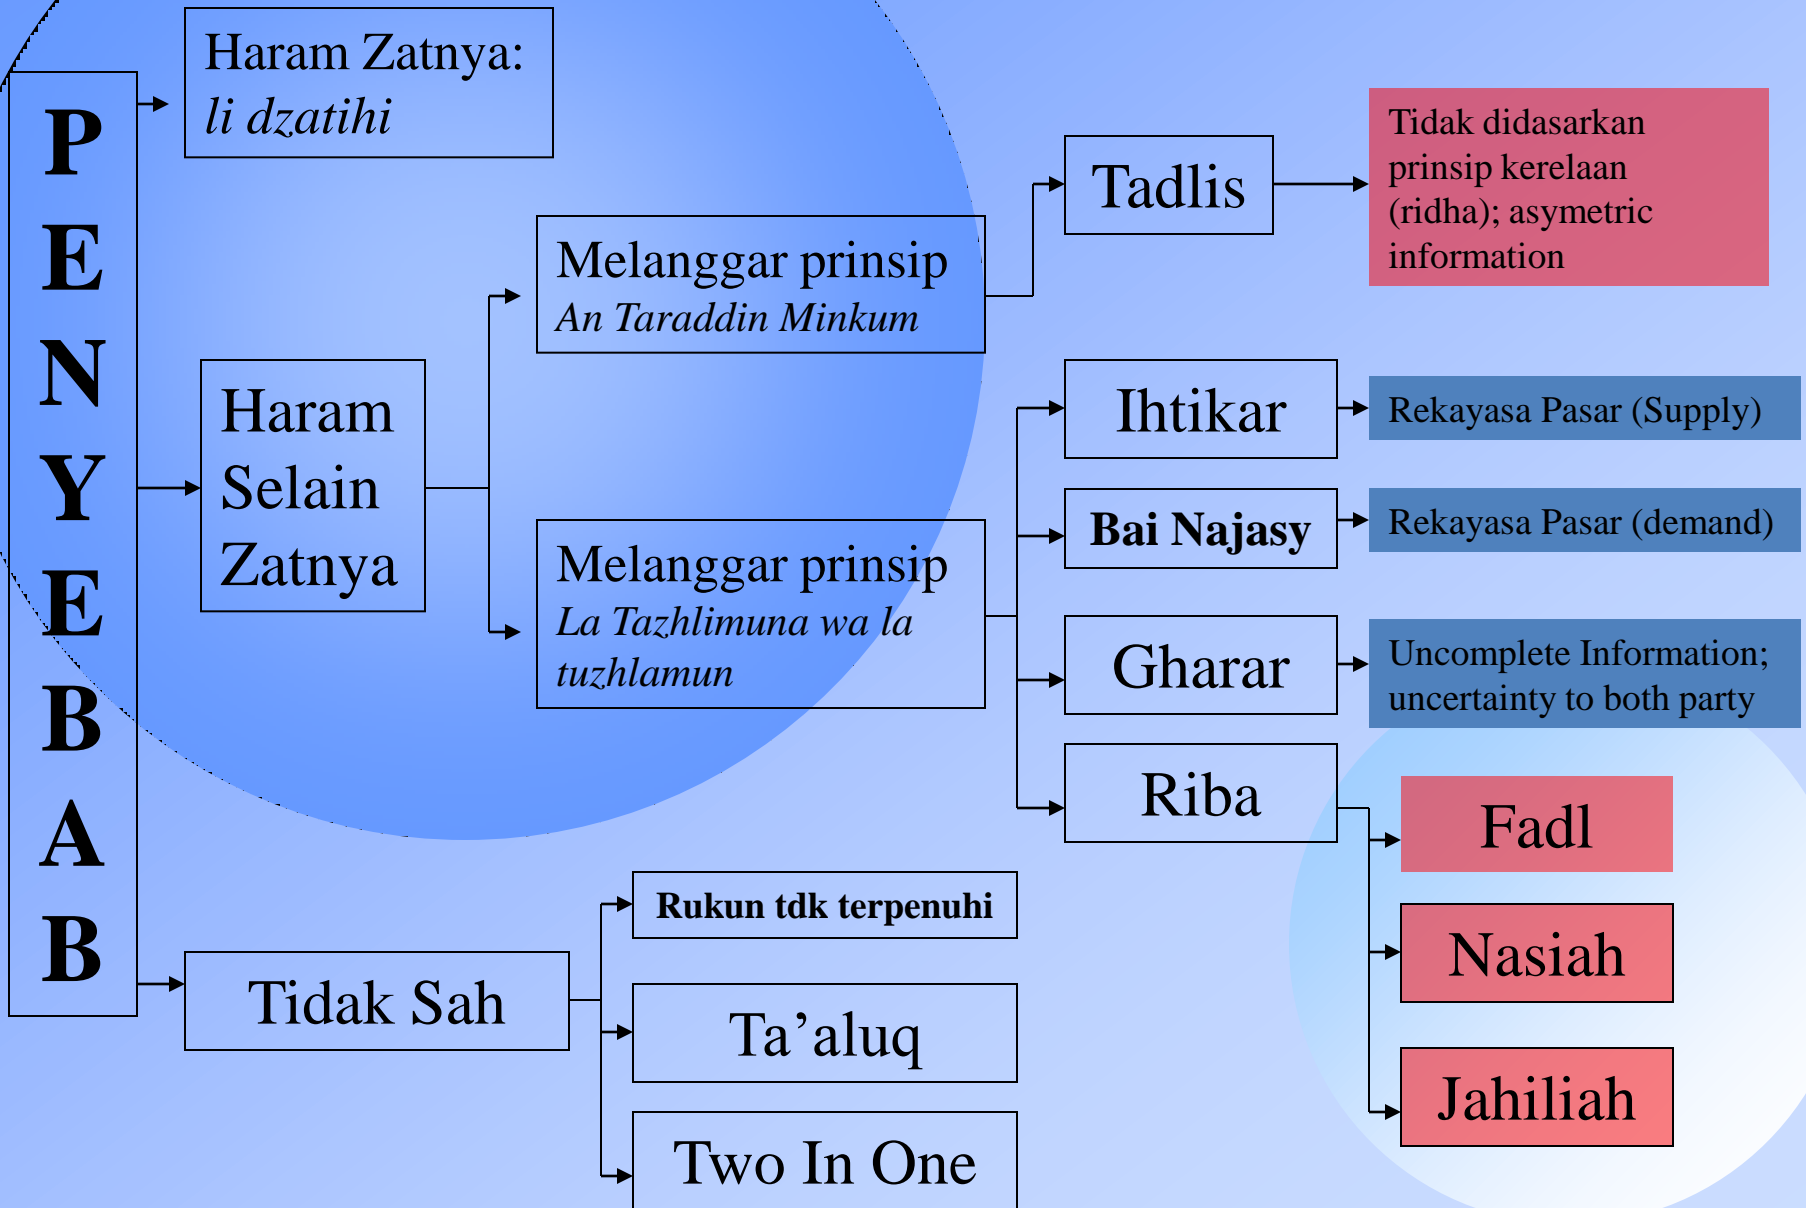 PENYEBAB
Haram Zatnya:
li dzatihi
Haram
Selain
Zatnya
Melanggar prinsip
An Taraddin Minkum
Melanggar prinsip
La Tazhlimuna wa la
tuzhlamun
Tadlis
Tidak didasarkan
prinsip kerelaan
(ridha); asymetric
information
Ihtikar
Rekayasa Pasar (Supply)
Bai Najasy
Rekayasa Pasar (demand)
Gharar
Uncomplete Information;
uncertainty to both party
Riba
Fadl
Nasiah
Jahiliah
Tidak Sah
Rukun tdk terpenuhi
Ta’aluq
Two In One